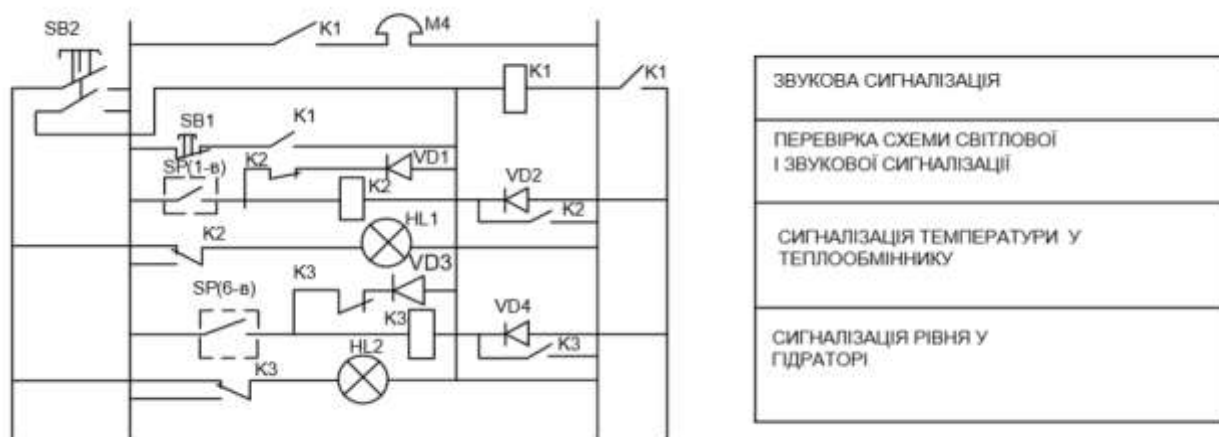 SB2
K1
M4
K1
K1
SB1
K1
SP(1-в)
K2
VD1
K2
VD2
K2
K2
HL1
SP(6-в)
K3
VD3
K3
VD4
K3
K3
HL2
ЗВУКОВА СИГНАЛІЗАЦІЯ
ПЕРЕВІРКА СХЕМИ СВІТЛОВОЇ
І ЗВУКОВОЇ СИГНАЛІЗАЦІЇ
СИГНАЛІЗАЦІЯ ТЕМПЕРАТУРИ У
ТЕПЛООБМІННИКУ
СИГНАЛІЗАЦІЯ РІВНЯ У
ГІДРАТОРІ